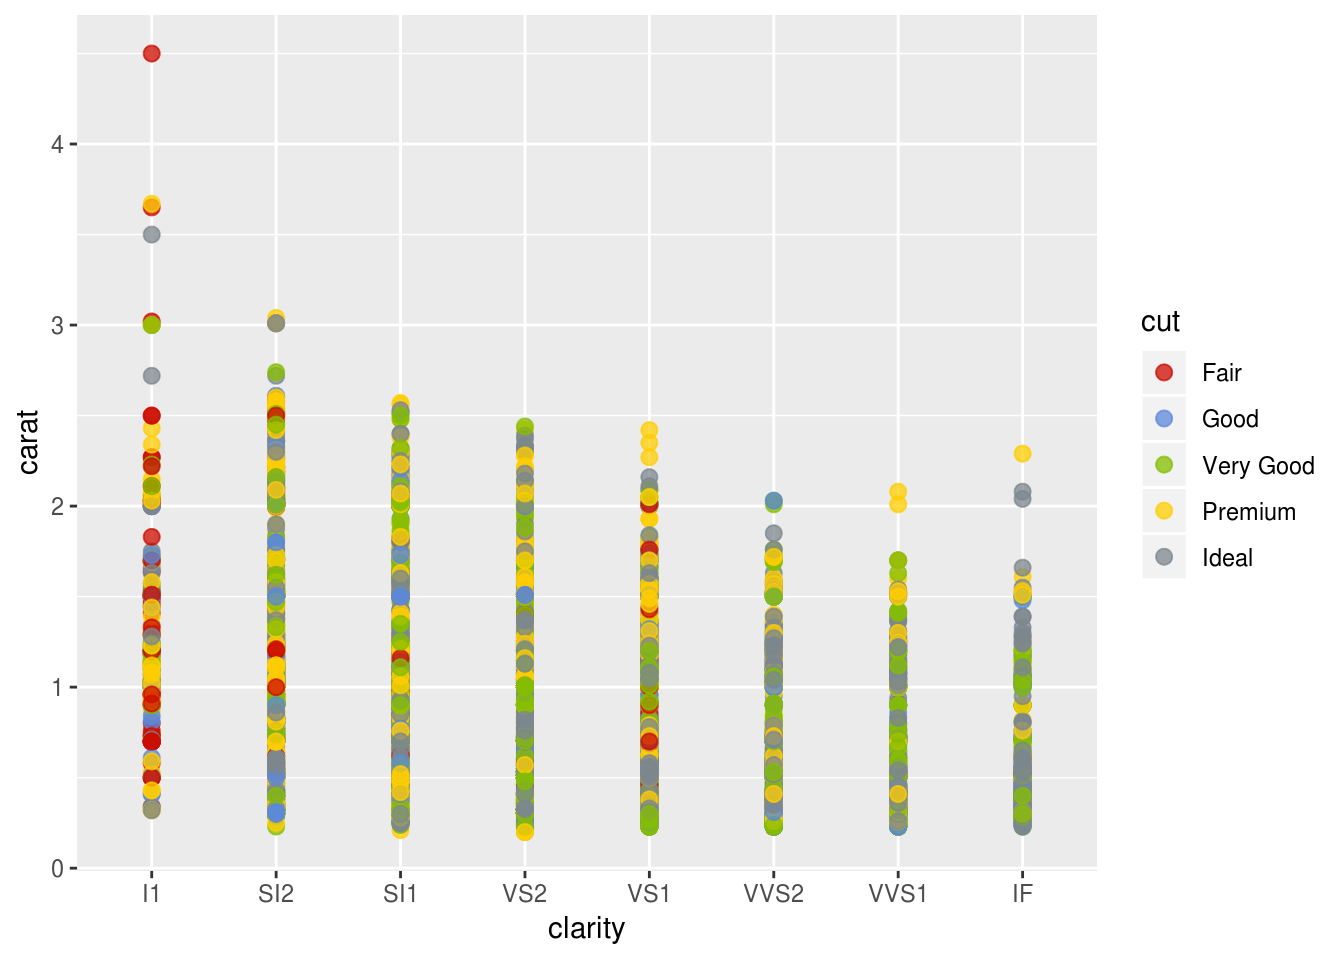 carat
4
3
2
1
0
I1 SI2 SI1 VS2 VS1 VVS2 VVS1 IF
clarity
cut
Fair
Good
Very Good
Premium
Ideal